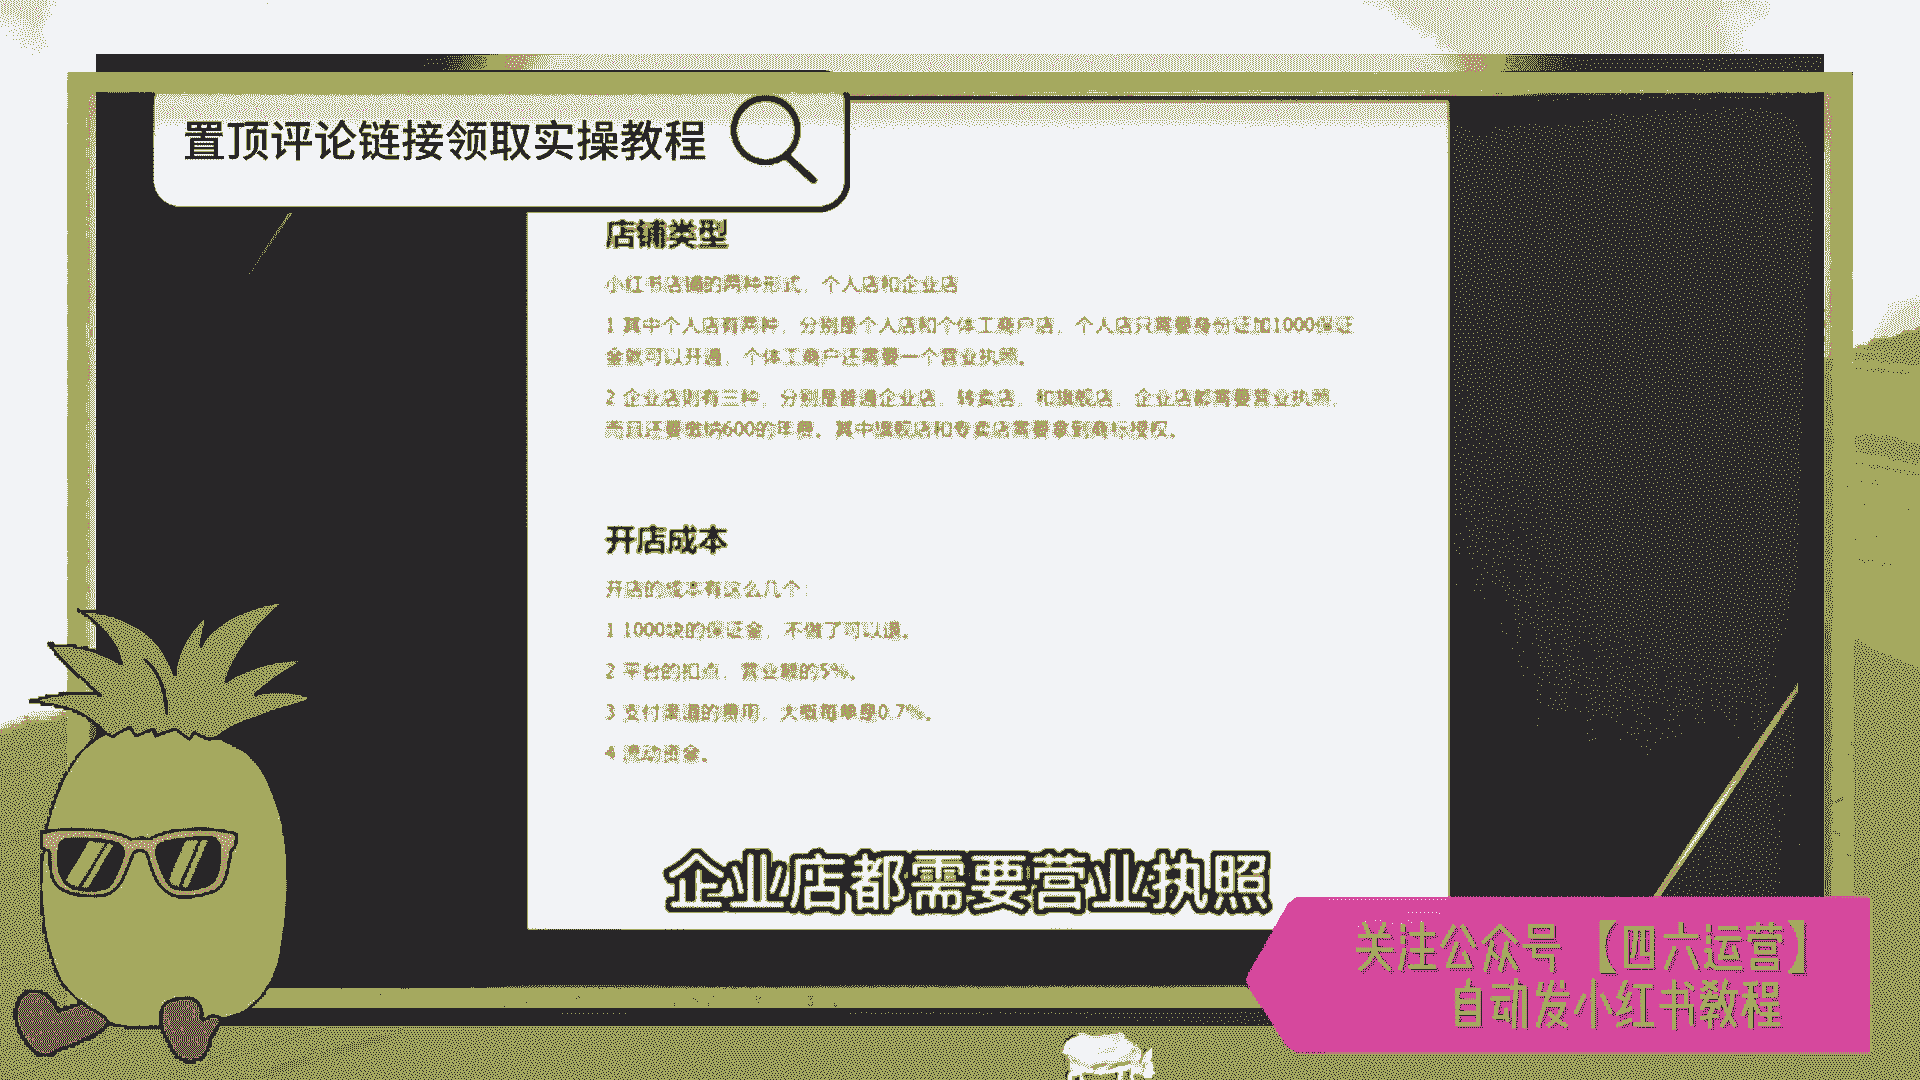 置顶评论链接领取实操教程
店铺类型
小红书店铺的两种形式，个人店和企业店
1 其中个人店有两种，分别是个人店和个体工商户店，个人店只需要身份证加1000保证
金就可以开通，个体工商户还需要一个营业执照。
2 企业店则有三种，分别是普通企业店，转卖店，和旗舰店，企业店都需要营业执照，
而且还要缴纳600的年费。其中旗舰店和专卖店需要拿到商标授权。
开店成本
开店的成本有这么几个：
1 1000块的保证金，不做了可以退。
2 平台的扣点，营业额的5%。
3 支付渠道的费用，大概每单是0.7%。
4 流动资金。
企业店都需要营业执照
关注公众号【四六运营】
自动发小红书教程